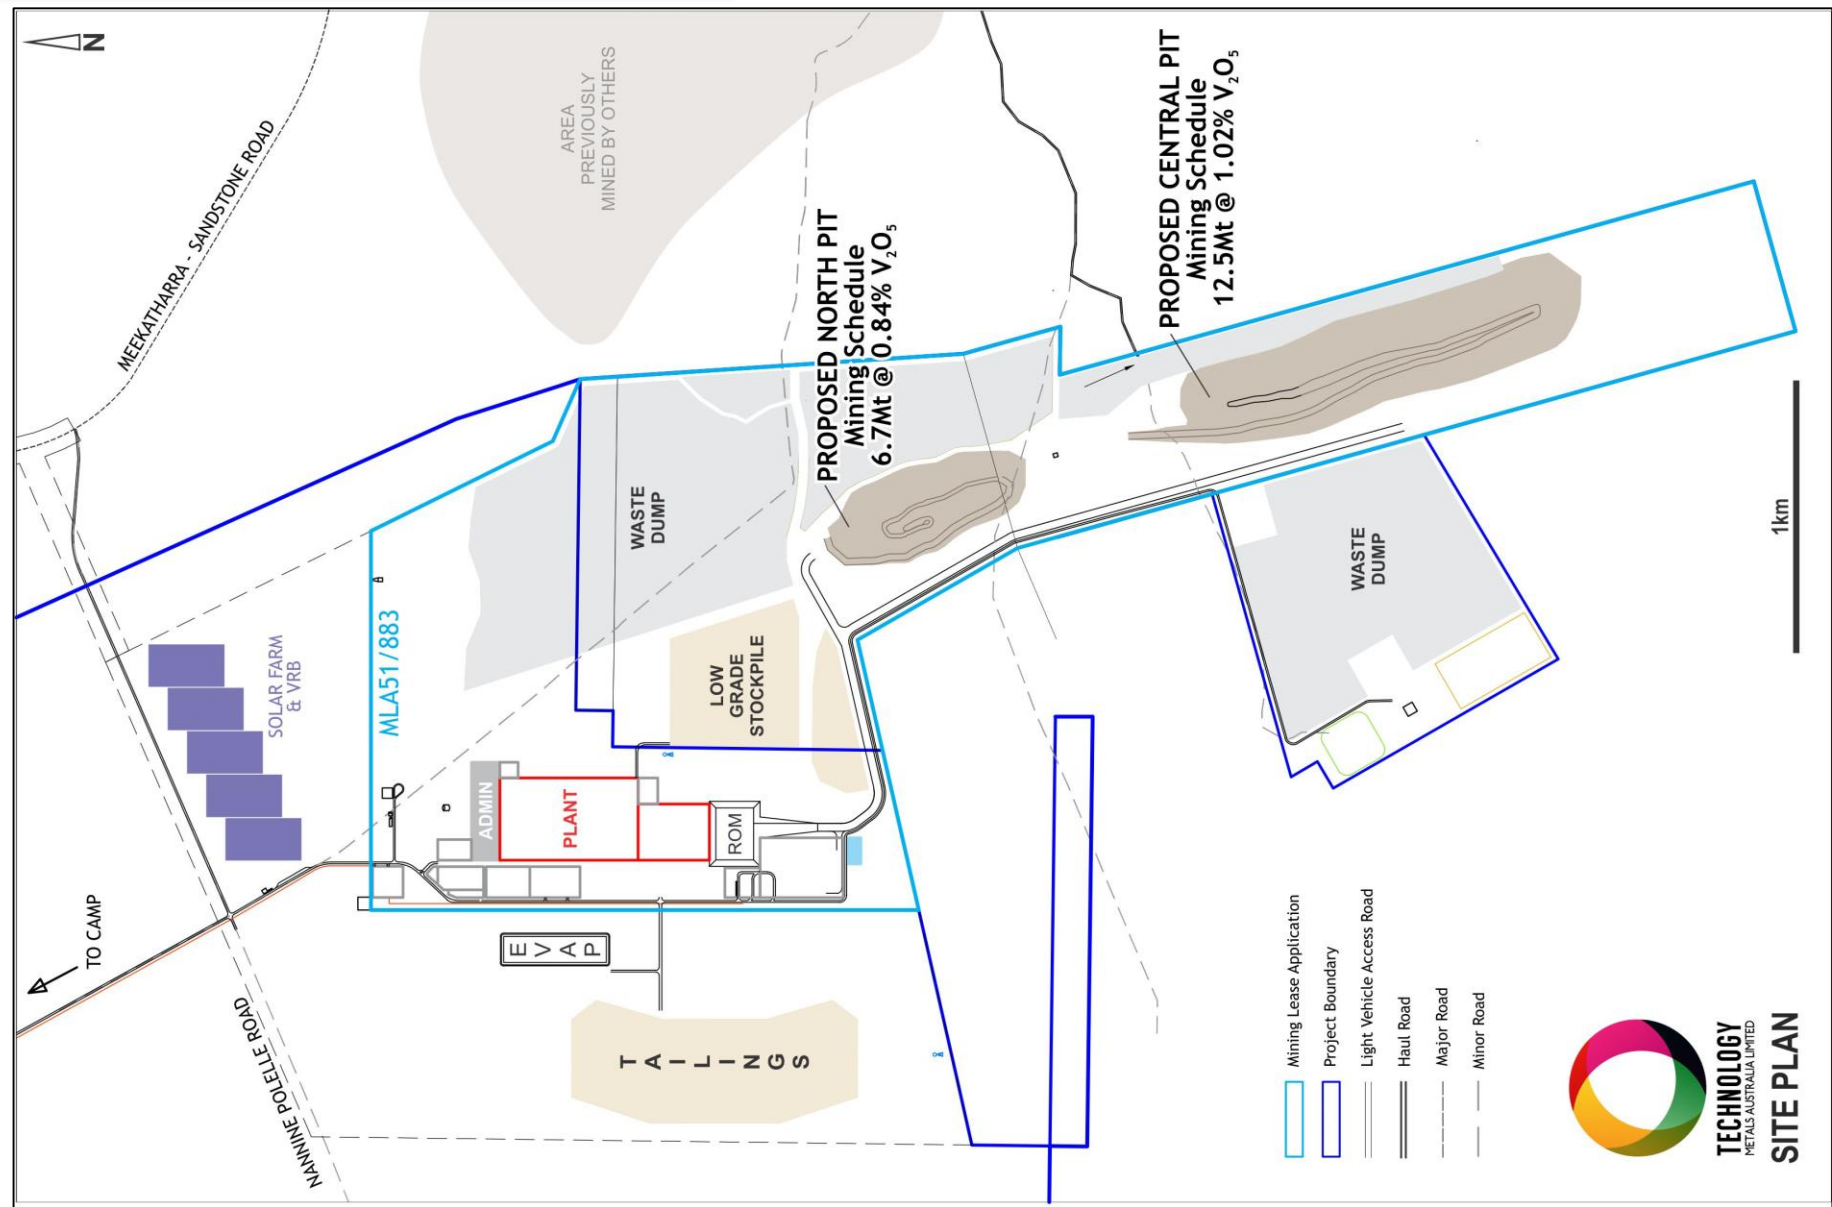 N
MEEKATHARRA - SANDSTONE ROAD
AREA
PREVIOUSLY
MINED BY OTHERS
PROPOSED NORTH PIT
Mining Schedule
6.7Mt @ 0.84% V₂O₅
PROPOSED CENTRAL PIT
Mining Schedule
12.5Mt @ 1.02% V₂O₅
SOLAR FARM
& VRB
MLA51/883
WASTE
DUMP
LOW
GRADE
STOCKPILE
WASTE
DUMP
1km
ADMIN
PLANT
ROM
TO CAMP
EVAP
NANNINE POLELLE ROAD
TAILINGS
Mining Lease Application
Project Boundary
Light Vehicle Access Road
Haul Road
Major Road
Minor Road
TECHNOLOGY
METALS AUSTRALIA LIMITED
SITE PLAN